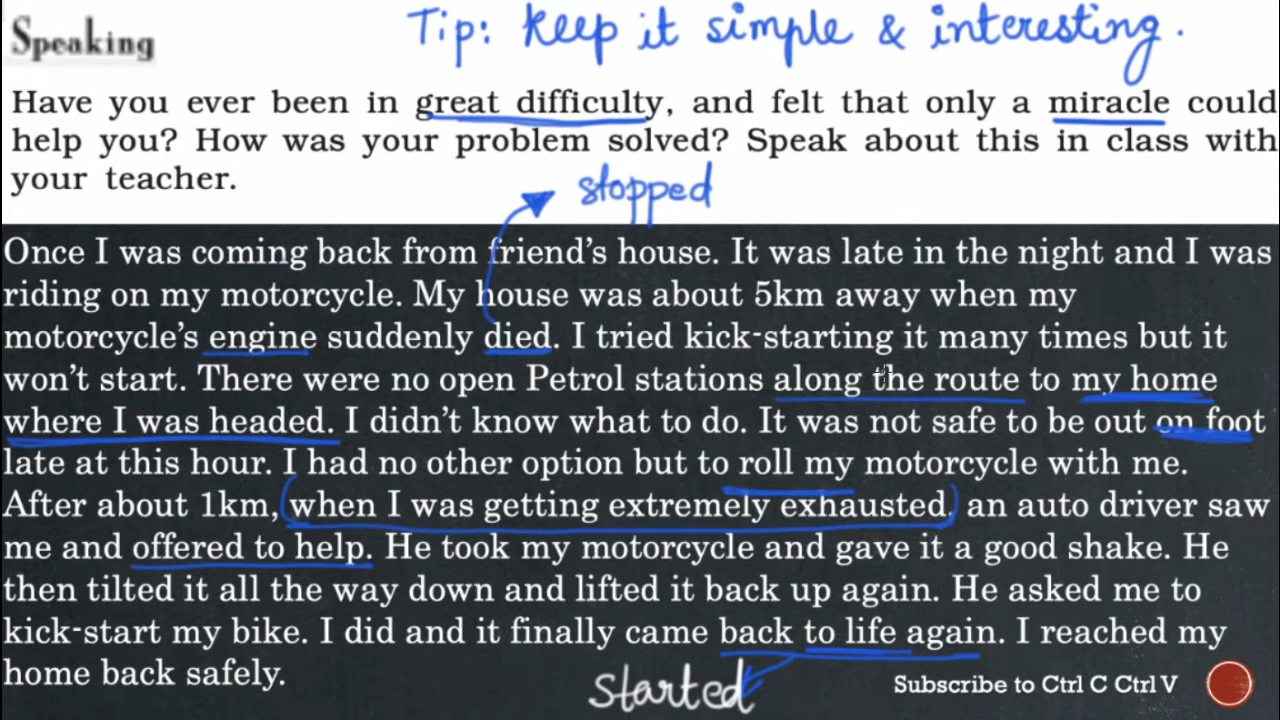 Speaking
Tip: keep it simple & interesting.
Have you ever been in great difficulty, and felt that only a miracle could
help you? How was your problem solved? Speak about this in class with
your teacher.
stopped
Once I was coming back from friend's house. It was late in the night and I was
riding on my motorcycle. My house was about 5km away when my
motorcycle's engine suddenly died. I tried kick-starting it many times but it
won't start. There were no open Petrol stations along the route to my home
where I was headed. I didn't know what to do. It was not safe to be out on foot
late at this hour. I had no other option but to roll my motorcycle with me.
After about 1km, when I was getting extremely exhausted, an auto driver saw
me and offered to help. He took my motorcycle and gave it a good shake. He
then tilted it all the way down and lifted it back up again. He asked me to
kick-start my bike. I did and it finally came back to life again. I reached my
home back safely.
started
Subscribe to Ctrl C Ctrl V